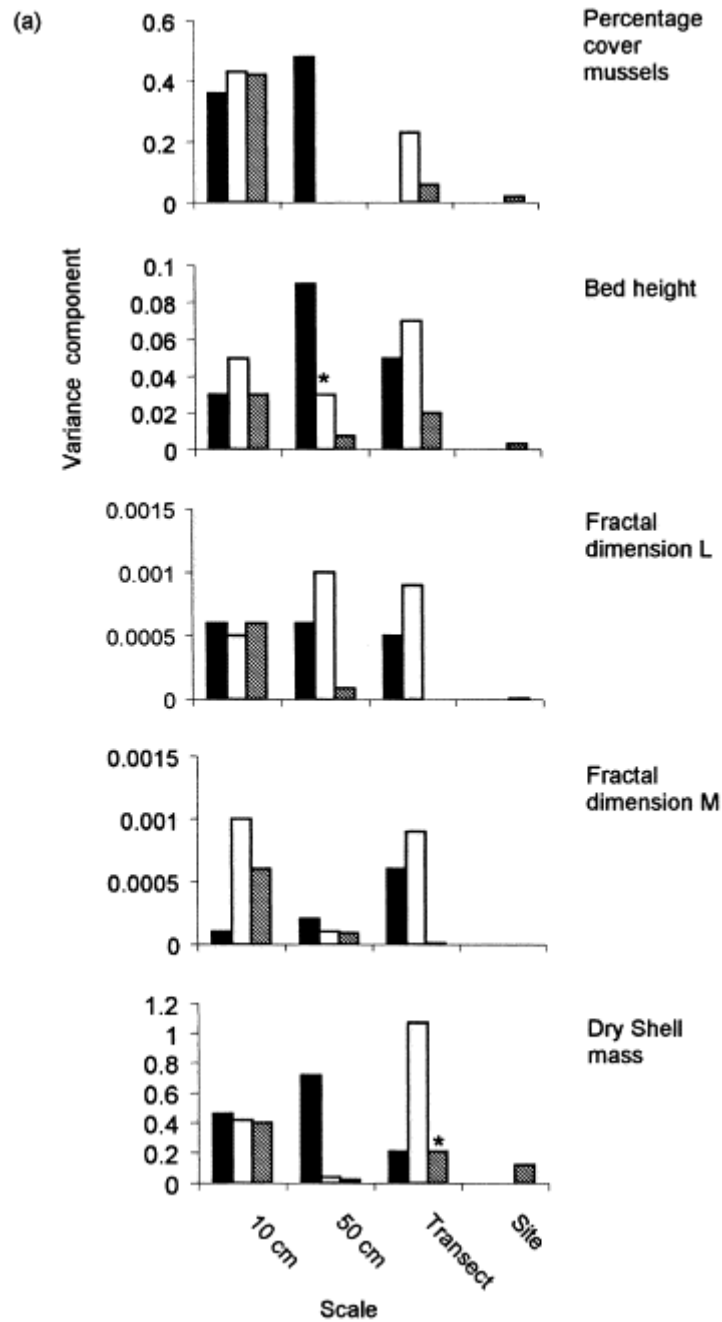 (a)
Percentage
cover
mussels
0.6
0.4
0.2
0
Variance component
Bed height
0.1
0.08
0.06
0.04
0.02
0
*
Fractal
dimension L
0.0015
0.001
0.0005
0
Fractal
dimension M
0.0015
0.001
0.0005
0
Dry Shell
mass
1.2
1
0.8
0.6
0.4
0.2
0
*
10 cm
50 cm
Transect
Site
Scale